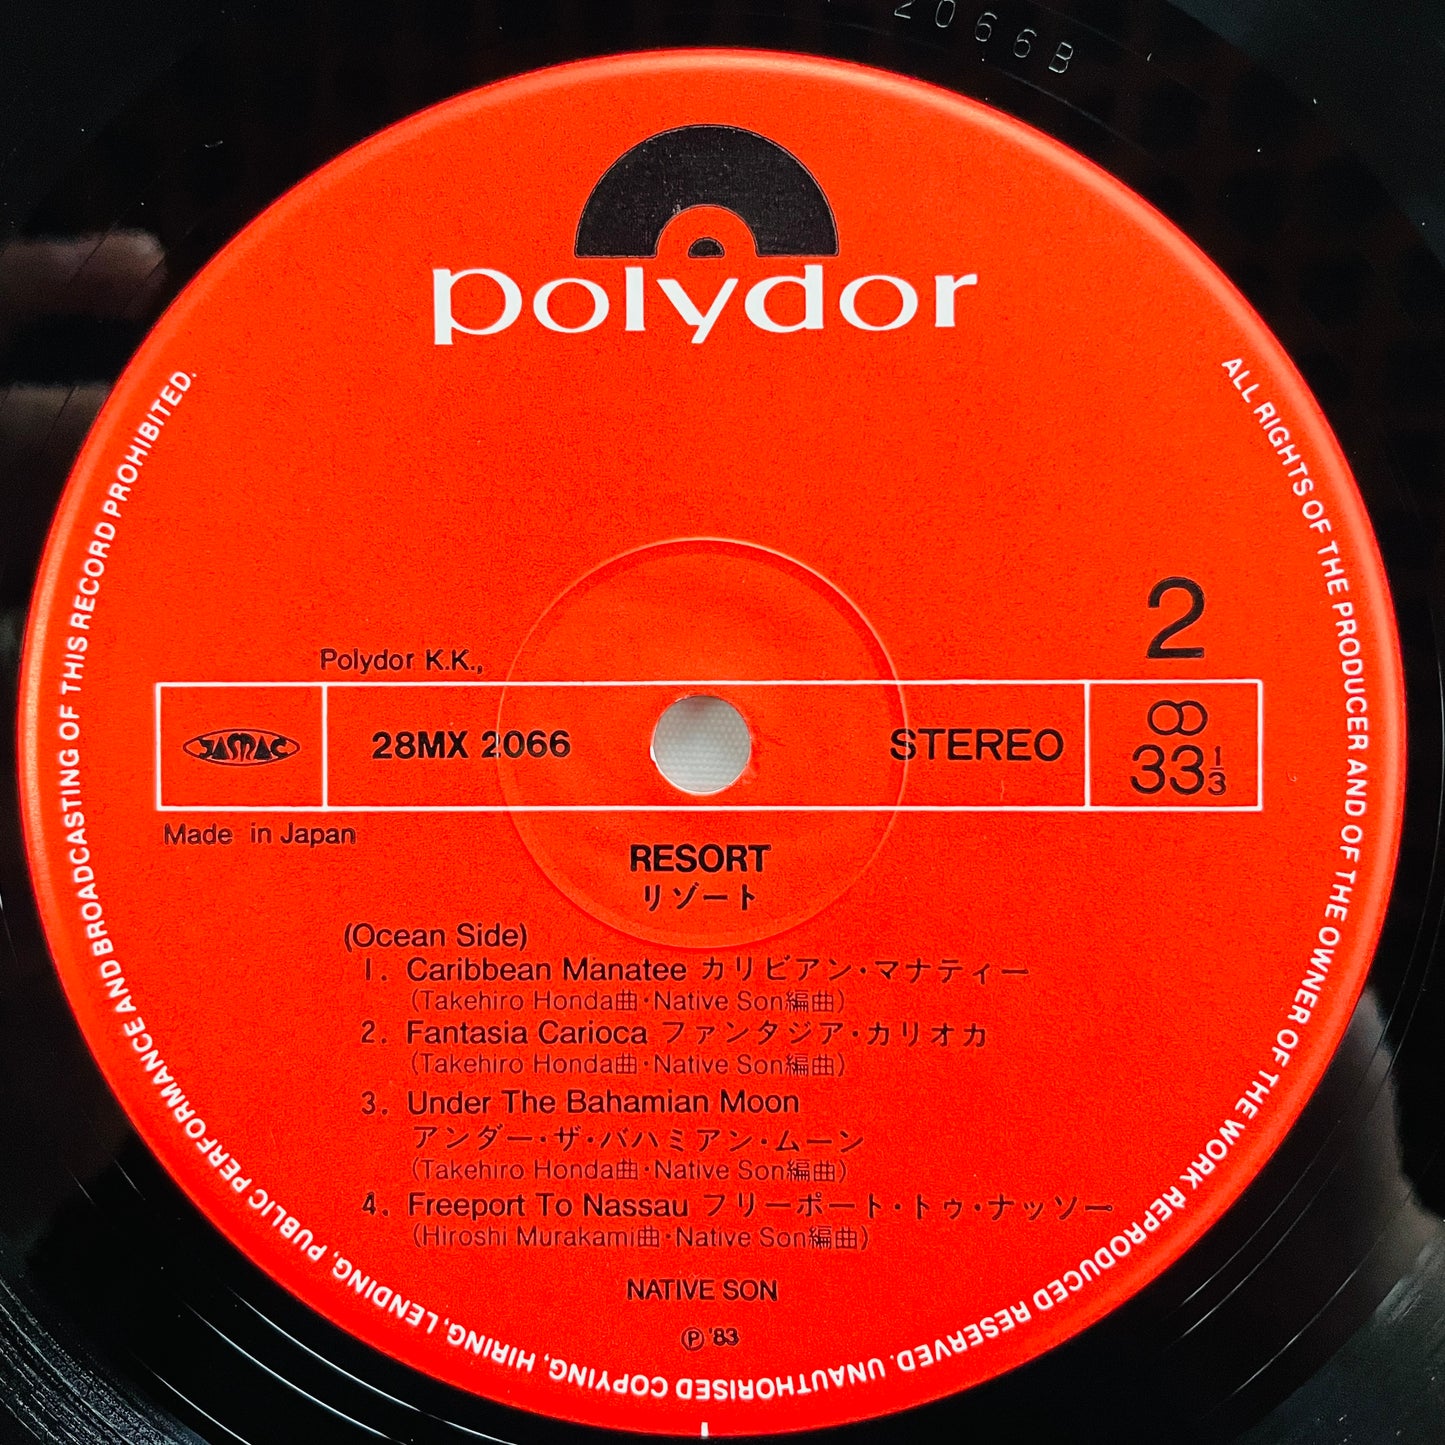 2066B
polydor
2
Polydor K.K.,
JASRAC
28MX 2066
STEREO
33 1/3
Made in Japan
RESORT
リゾート
(Ocean Side)
1. Caribbean Manatee カリビアン・マナティー
(Takehiro Honda曲・Native Son編曲)
2. Fantasia Carioca ファンタジア・カリオカ
(Takehiro Honda曲・Native Son編曲)
3. Under The Bahamian Moon
アンダー・ザ・バハミアン・ムーン
(Takehiro Honda曲・Native Son編曲)
4. Freeport To Nassau フリーポート・トゥ・ナッソー
(Hiroshi Murakami曲・Native Son編曲)
NATIVE SON
℗ '83
ALL RIGHTS OF THE PRODUCER AND OF THE OWNER OF THE WORK REPRODUCED RESERVED. UNAUTHORISED COPYING, HIRING, LENDING, PUBLIC PERFORMANCE AND BROADCASTING OF THIS RECORD PROHIBITED.